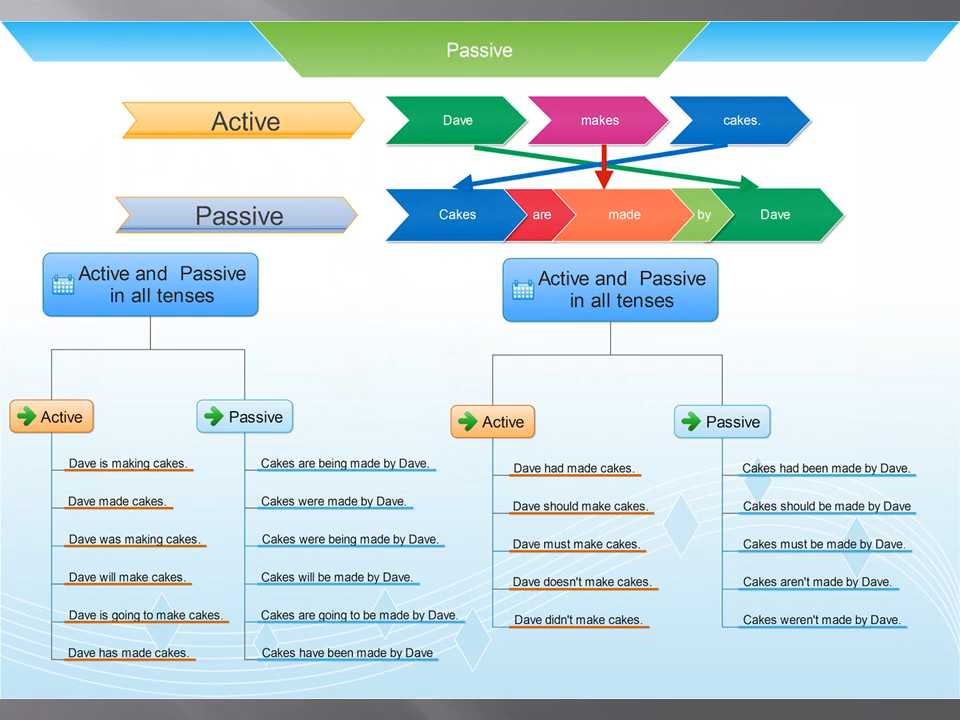 Passive
Active
Dave
makes
cakes.
Passive
Cakes
are
made
by
Dave
Active and Passive
in all tenses
Active
Passive
Dave is making cakes.
Cakes are being made by Dave.
Dave made cakes.
Cakes were made by Dave.
Dave was making cakes.
Cakes were being made by Dave.
Dave will make cakes.
Cakes will be made by Dave.
Dave is going to make cakes.
Cakes are going to be made by Dave.
Dave has made cakes.
Cakes have been made by Dave
Active and Passive
in all tenses
Active
Passive
Dave had made cakes.
Cakes had been made by Dave.
Dave should make cakes.
Cakes should be made by Dave
Dave must make cakes.
Cakes must be made by Dave.
Dave doesn't make cakes.
Cakes aren't made by Dave.
Dave didn't make cakes.
Cakes weren't made by Dave.